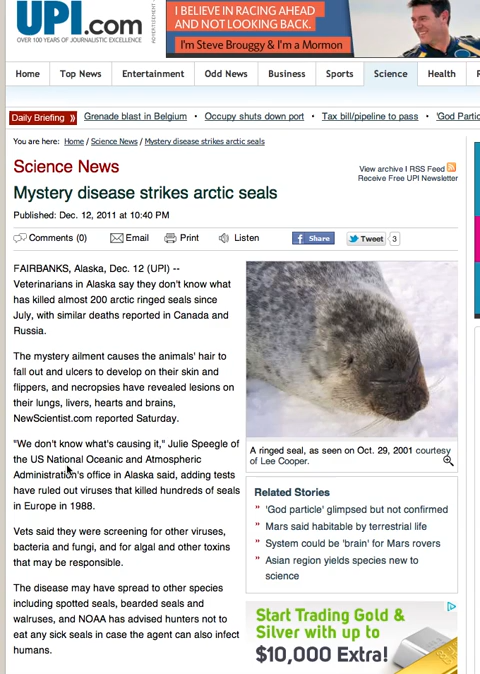 UPI.com
OVER 100 YEARS OF JOURNALISTIC EXCELLENCE
ADVERTISEMENT
I BELIEVE IN RACING AHEAD
AND NOT LOOKING BACK.
I'm Steve Brouggy & I'm a Mormon
Home Top News Entertainment Odd News Business Sports Science Health
Daily Briefing » Grenade blast in Belgium • Occupy shuts down port • Tax bill/pipeline to pass •
You are here: Home / Science News / Mystery disease strikes arctic seals
Science News
View archive I RSS Feed
Receive Free UPI Newsletter
Mystery disease strikes arctic seals
Published: Dec. 12, 2011 at 10:40 PM
Comments (0) Email Print Listen f Share Tweet 3
FAIRBANKS, Alaska, Dec. 12 (UPI) --
Veterinarians in Alaska say they don't know what
has killed almost 200 arctic ringed seals since
July, with similar deaths reported in Canada and
Russia.
The mystery ailment causes the animals' hair to
fall out and ulcers to develop on their skin and
flippers, and necropsies have revealed lesions on
their lungs, livers, hearts and brains,
NewScientist.com reported Saturday.
"We don't know what's causing it," Julie Speegle of
the US National Oceanic and Atmospheric
Administration's office in Alaska said, adding tests
have ruled out viruses that killed hundreds of seals
in Europe in 1988.
Vets said they were screening for other viruses,
bacteria and fungi, and for algal and other toxins
that may be responsible.
The disease may have spread to other species
including spotted seals, bearded seals and
walruses, and NOAA has advised hunters not to
eat any sick seals in case the agent can also infect
humans.
A ringed seal, as seen on Oct. 29, 2001 courtesy
of Lee Cooper.
Related Stories
" 'God particle' glimpsed but not confirmed
" Mars said habitable by terrestrial life
" System could be 'brain' for Mars rovers
" Asian region yields species new to
science
Start Trading Gold &
Silver with up to
$10,000 Extra!